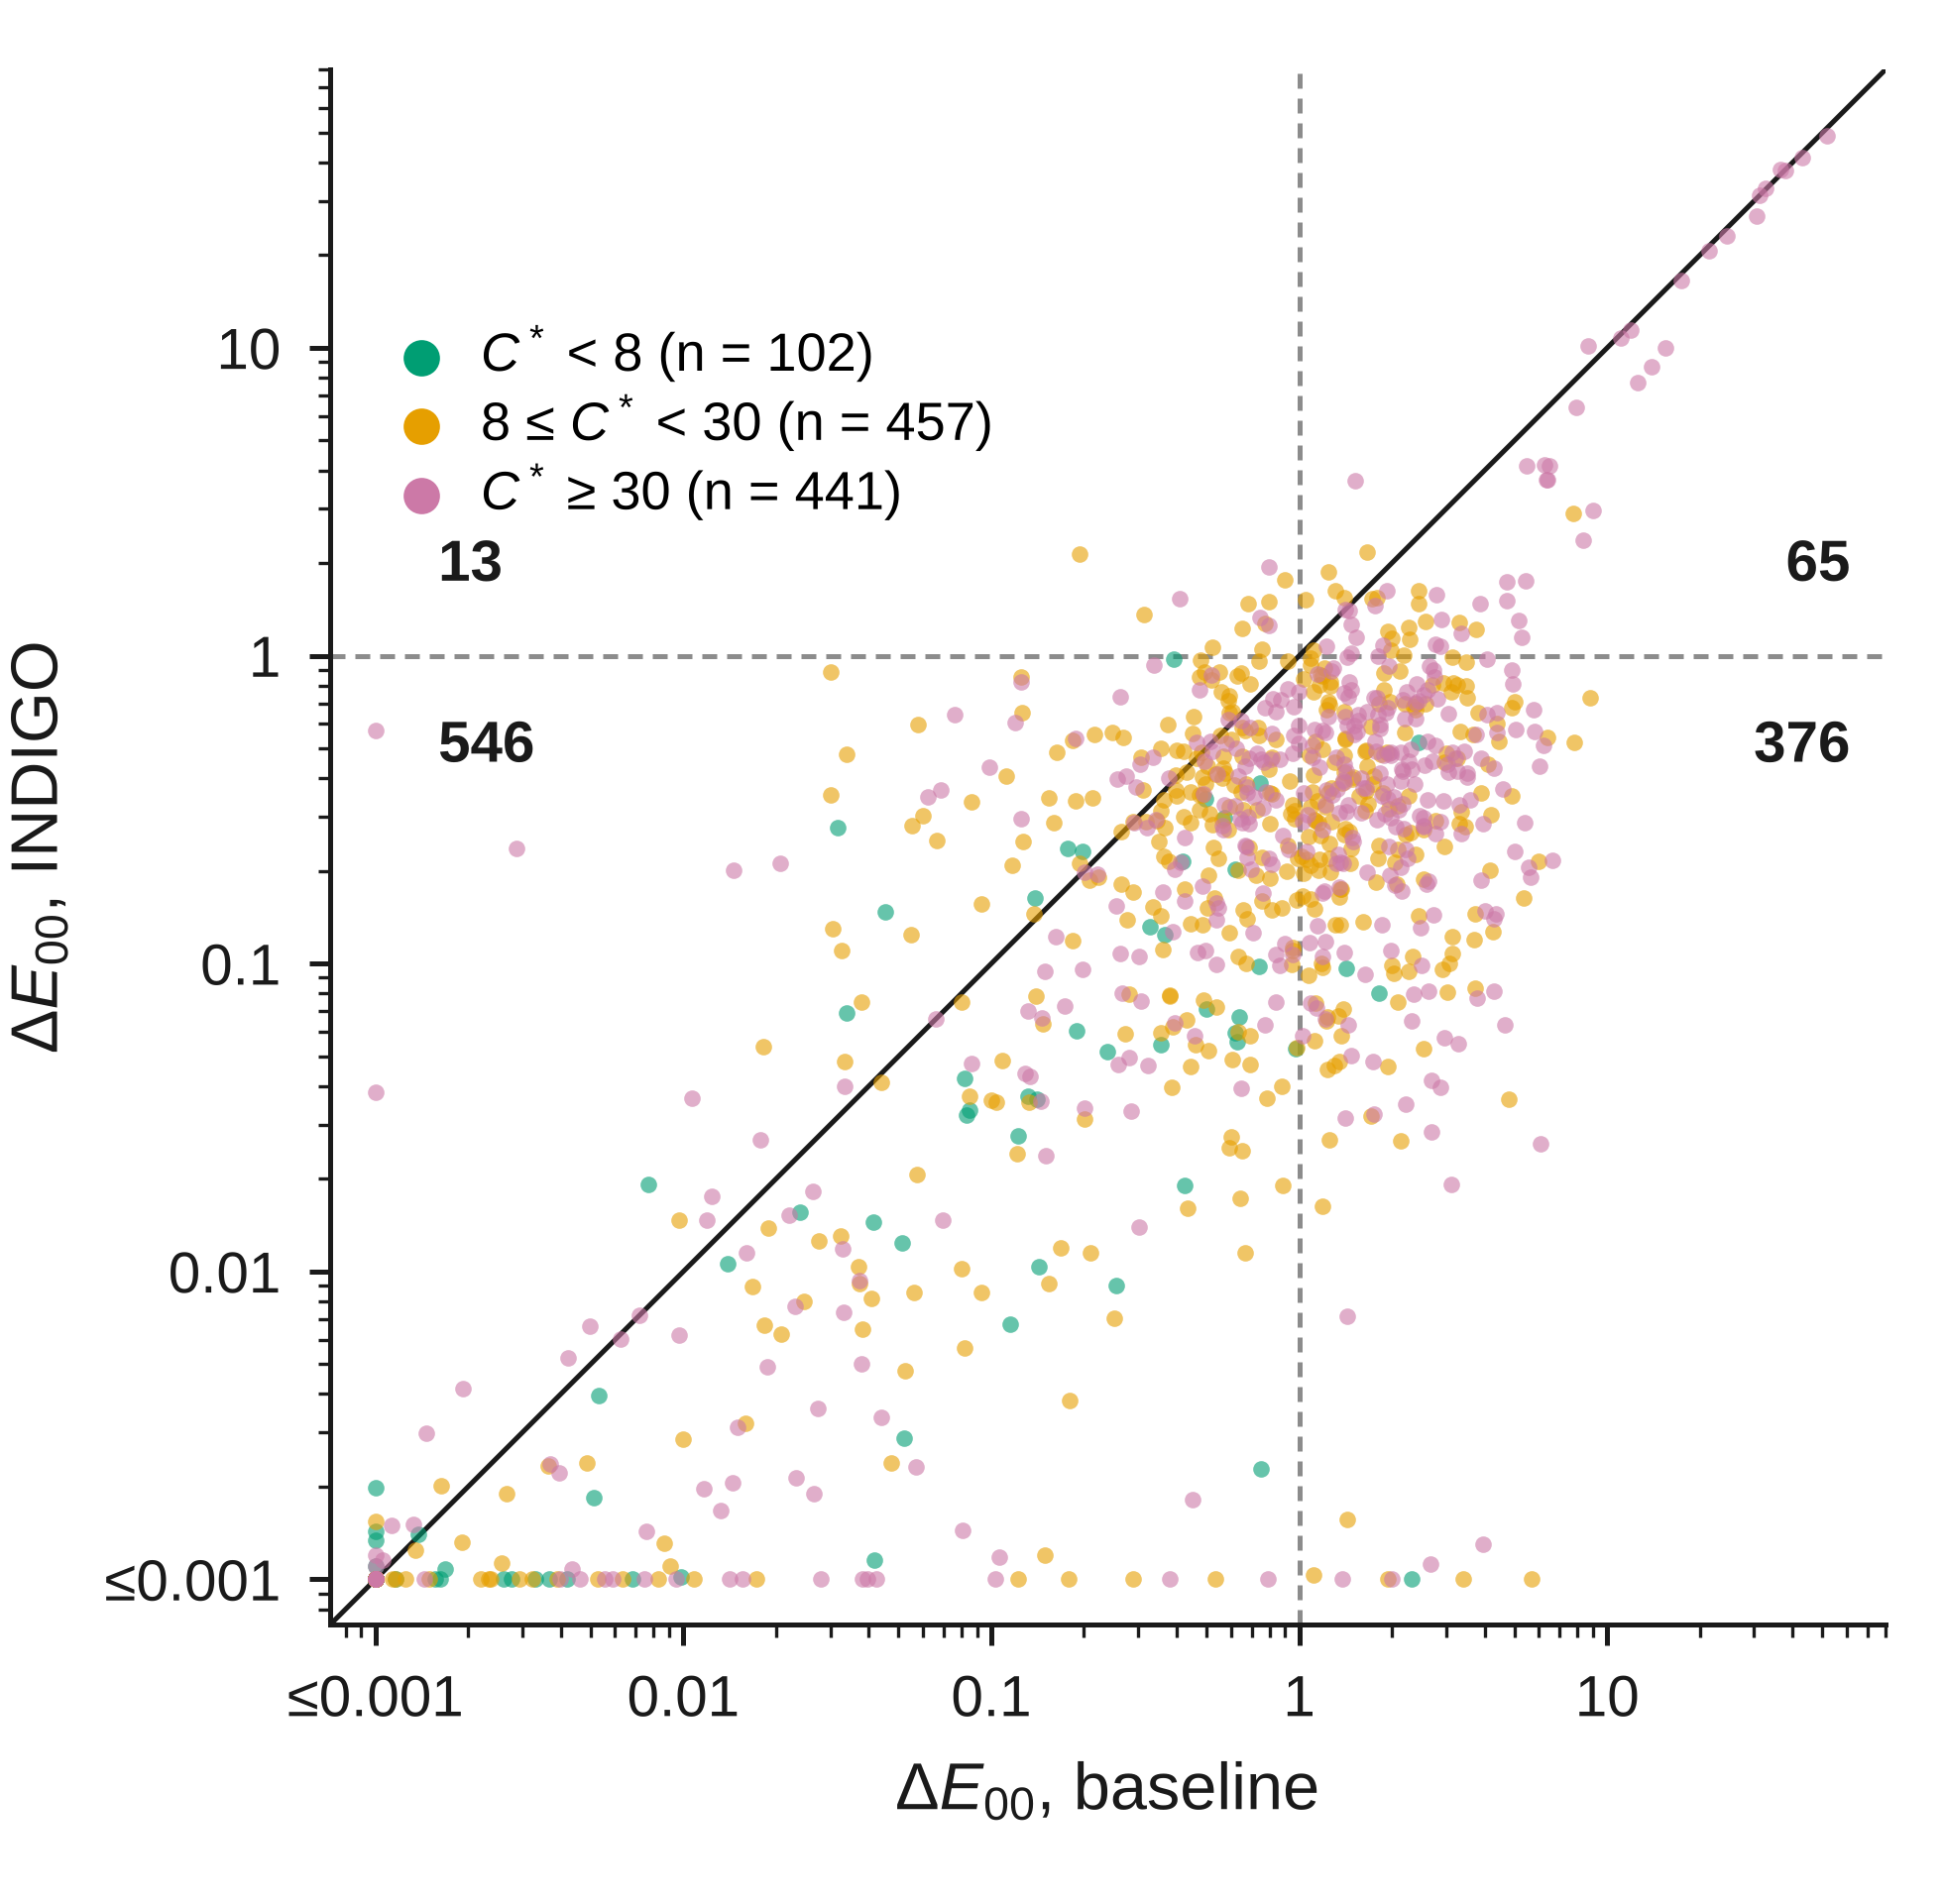 C* < 8 (n = 102)
8 ≤ C* < 30 (n = 457)
C* ≥ 30 (n = 441)
13
65
546
376
10
1
0.1
0.01
≤0.001
≤0.001
0.01
0.1
1
10
ΔE00, INDIGO
ΔE00, baseline